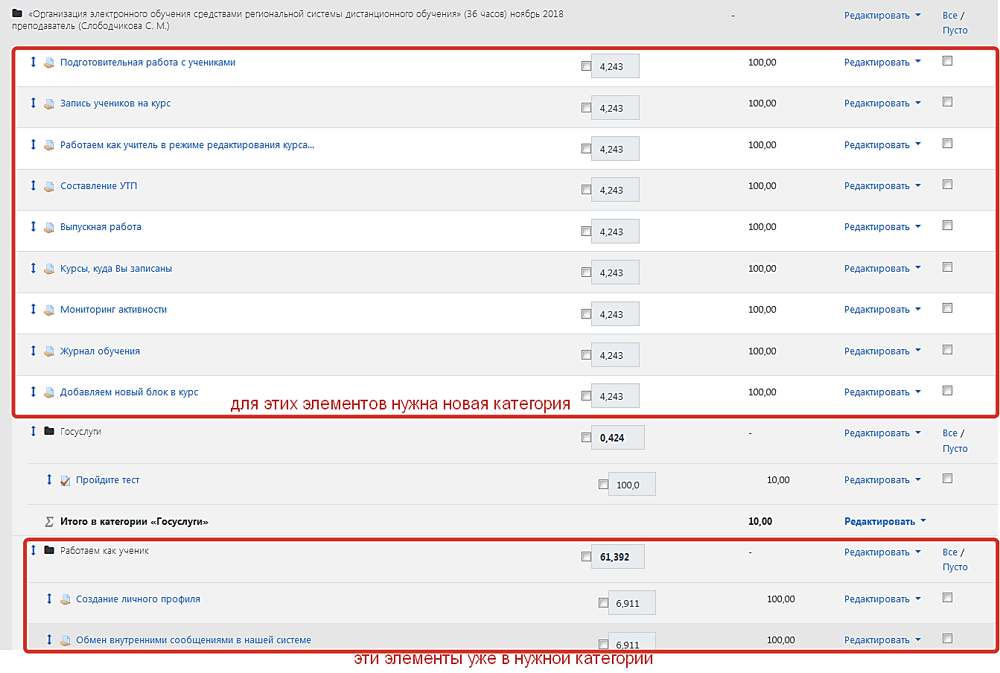 «Организация электронного обучения средствами региональной системы дистанционного обучения» (36 часов) ноябрь 2018 - Редактировать Все /
преподаватель (Слободчикова С. М.) Пусто
Подготовительная работа с учениками 4,243 100,00 Редактировать
Запись учеников на курс 4,243 100,00 Редактировать
Работаем как учитель в режиме редактирования курса... 4,243 100,00 Редактировать
Составление УТП 4,243 100,00 Редактировать
Выпускная работа 4,243 100,00 Редактировать
Курсы, куда Вы записаны 4,243 100,00 Редактировать
Мониторинг активности 4,243 100,00 Редактировать
Журнал обучения 4,243 100,00 Редактировать
Добавляем новый блок в курс 4,243 100,00 Редактировать
для этих элементов нужна новая категория
Госуслуги 0,424 - Редактировать Все /
Пусто
Пройдите тест 100,0 10,00 Редактировать
Σ Итого в категории «Госуслуги» 10,00 Редактировать
Работаем как ученик 61,392 - Редактировать Все /
Пусто
Создание личного профиля 6,911 100,00 Редактировать
Обмен внутренними сообщениями в нашей системе 6,911 100,00 Редактировать
эти элементы уже в нужной категории